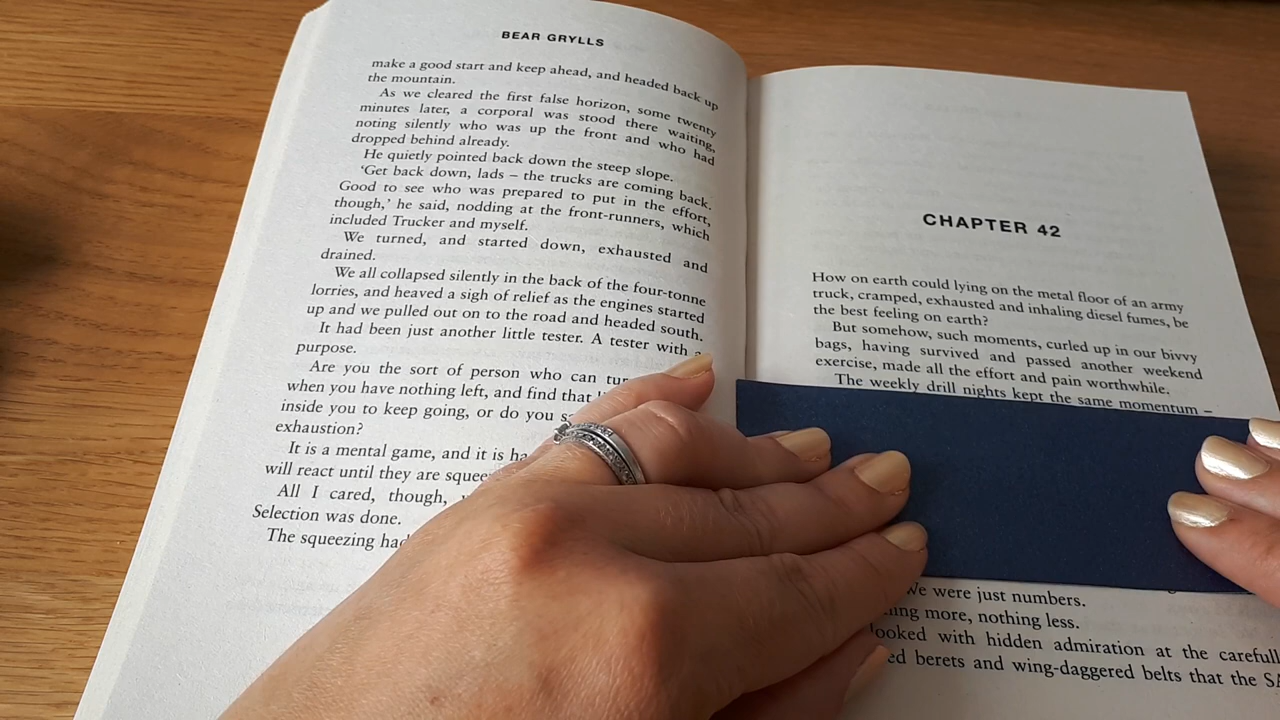 BEAR GRYLLS
make a good start and keep ahead, and headed back up
the mountain.
As we cleared the first false horizon, some twenty
minutes later, a corporal was stood there waiting,
noting silently who was up the front and who had
dropped behind already.
He quietly pointed back down the steep slope.
‘Get back down, lads – the trucks are coming back.
Good to see who was prepared to put in the effort,
though,’ he said, nodding at the front-runners, which
included Trucker and myself.
We turned, and started down, exhausted and
drained.
We all collapsed silently in the back of the four-tonne
lorries, and heaved a sigh of relief as the engines started
up and we pulled out on to the road and headed south.
It had been just another little tester. A tester with a
purpose.
Are you the sort of person who can
when you have nothing left, and find that
inside you to keep going, or do you
exhaustion?
It is a mental game, and it is
will react until they are
All I cared, though,
Selection was done.
The squeezing
CHAPTER 42
How on earth could lying on the metal floor of an army
truck, cramped, exhausted and inhaling diesel fumes, be
the best feeling on earth?
But somehow, such moments, curled up in our bivvy
bags, having survived and passed another weekend
exercise, made all the effort and pain worthwhile.
The weekly drill nights kept the same momentum –
We were just numbers.
more, nothing less.
with hidden admiration at the
berets and wing-daggered belts that the